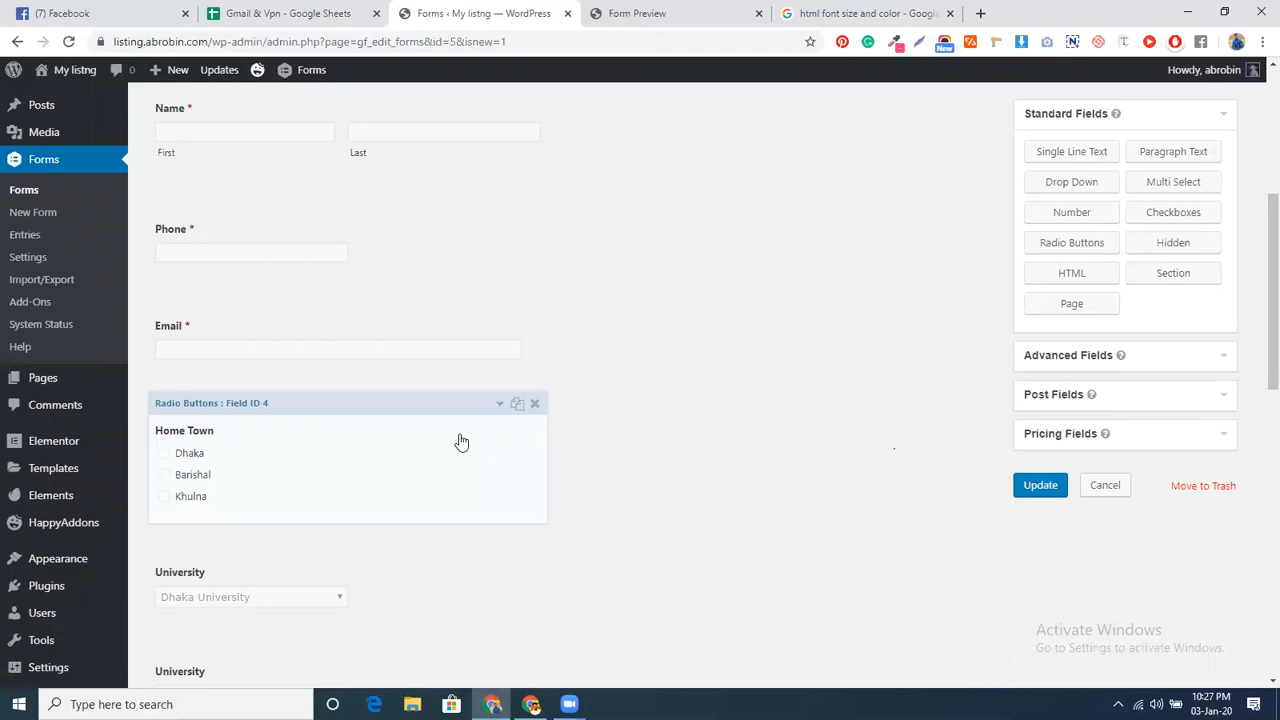 (7) Facebook
Gmail & Vpn - Google Sheets
Forms ‹ My listng — WordPress
Form Preview
html font size and color - Google
listing.abrobin.com/wp-admin/admin.php?page=gf_edit_forms&id=5&isnew=1
New
My listng
0
New
Updates
Forms
Howdy, abrobin
Posts
Media
Forms
Forms
New Form
Entries
Settings
Import/Export
Add-Ons
System Status
Help
Pages
Comments
Elementor
Templates
Elements
HappyAddons
Appearance
Plugins
Users
Tools
Settings
Name *
First
Last
Phone *
Email *
Radio Buttons : Field ID 4
Home Town
Dhaka
Barishal
Khulna
University
Dhaka University
University
Standard Fields
Single Line Text
Paragraph Text
Drop Down
Multi Select
Number
Checkboxes
Radio Buttons
Hidden
HTML
Section
Page
Advanced Fields
Post Fields
Pricing Fields
Update
Cancel
Move to Trash
Activate Windows
Go to Settings to activate Windows.
Type here to search
10:27 PM
03-Jan-20